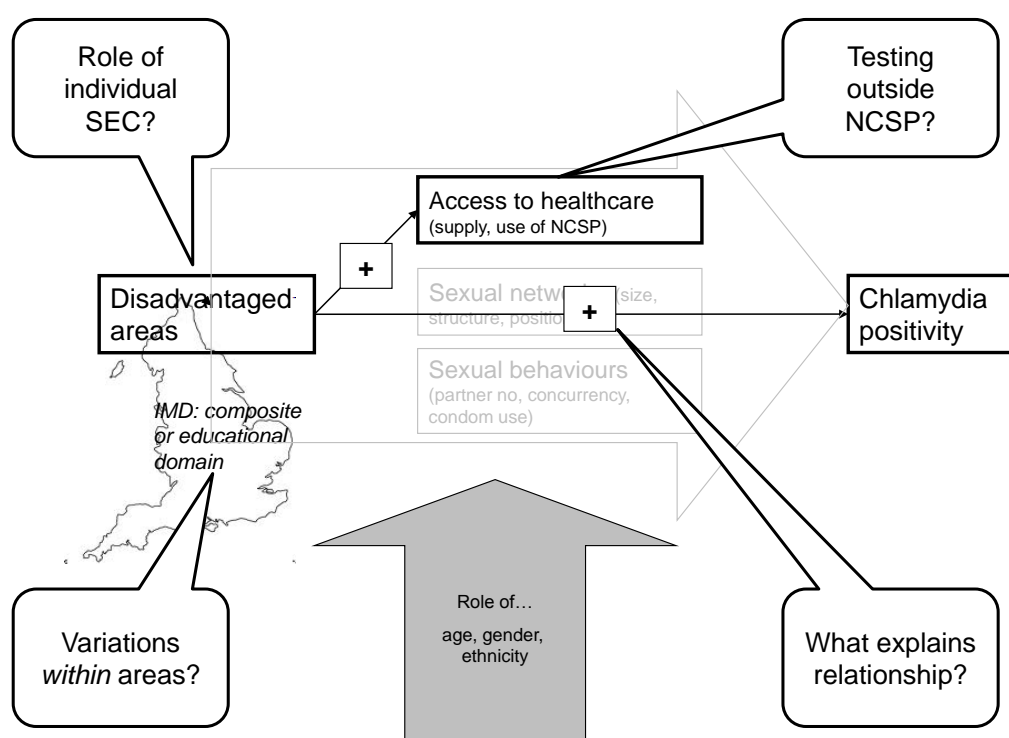 Role of
individual
SEC?
Testing
outside
NCSP?
Access to healthcare
(supply, use of NCSP)
+
Disadvantaged
areas
Sexual (size,
structure,
+
Chlamydia
positivity
Sexual behaviours
(partner no, concurrency,
condom use)
IMD: composite
or educational
domain
Role of…
age, gender,
ethnicity
Variations
within areas?
What explains
relationship?